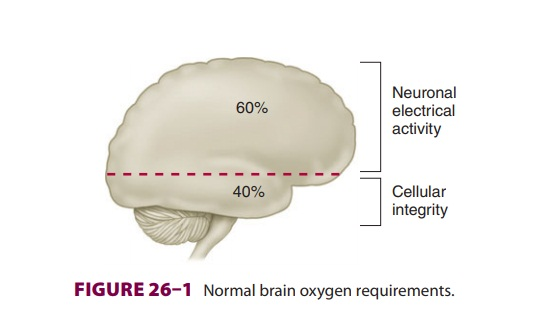 60%
Neuronal
electrical
activity
40%
Cellular
integrity
FIGURE 26–1 Normal brain oxygen requirements.